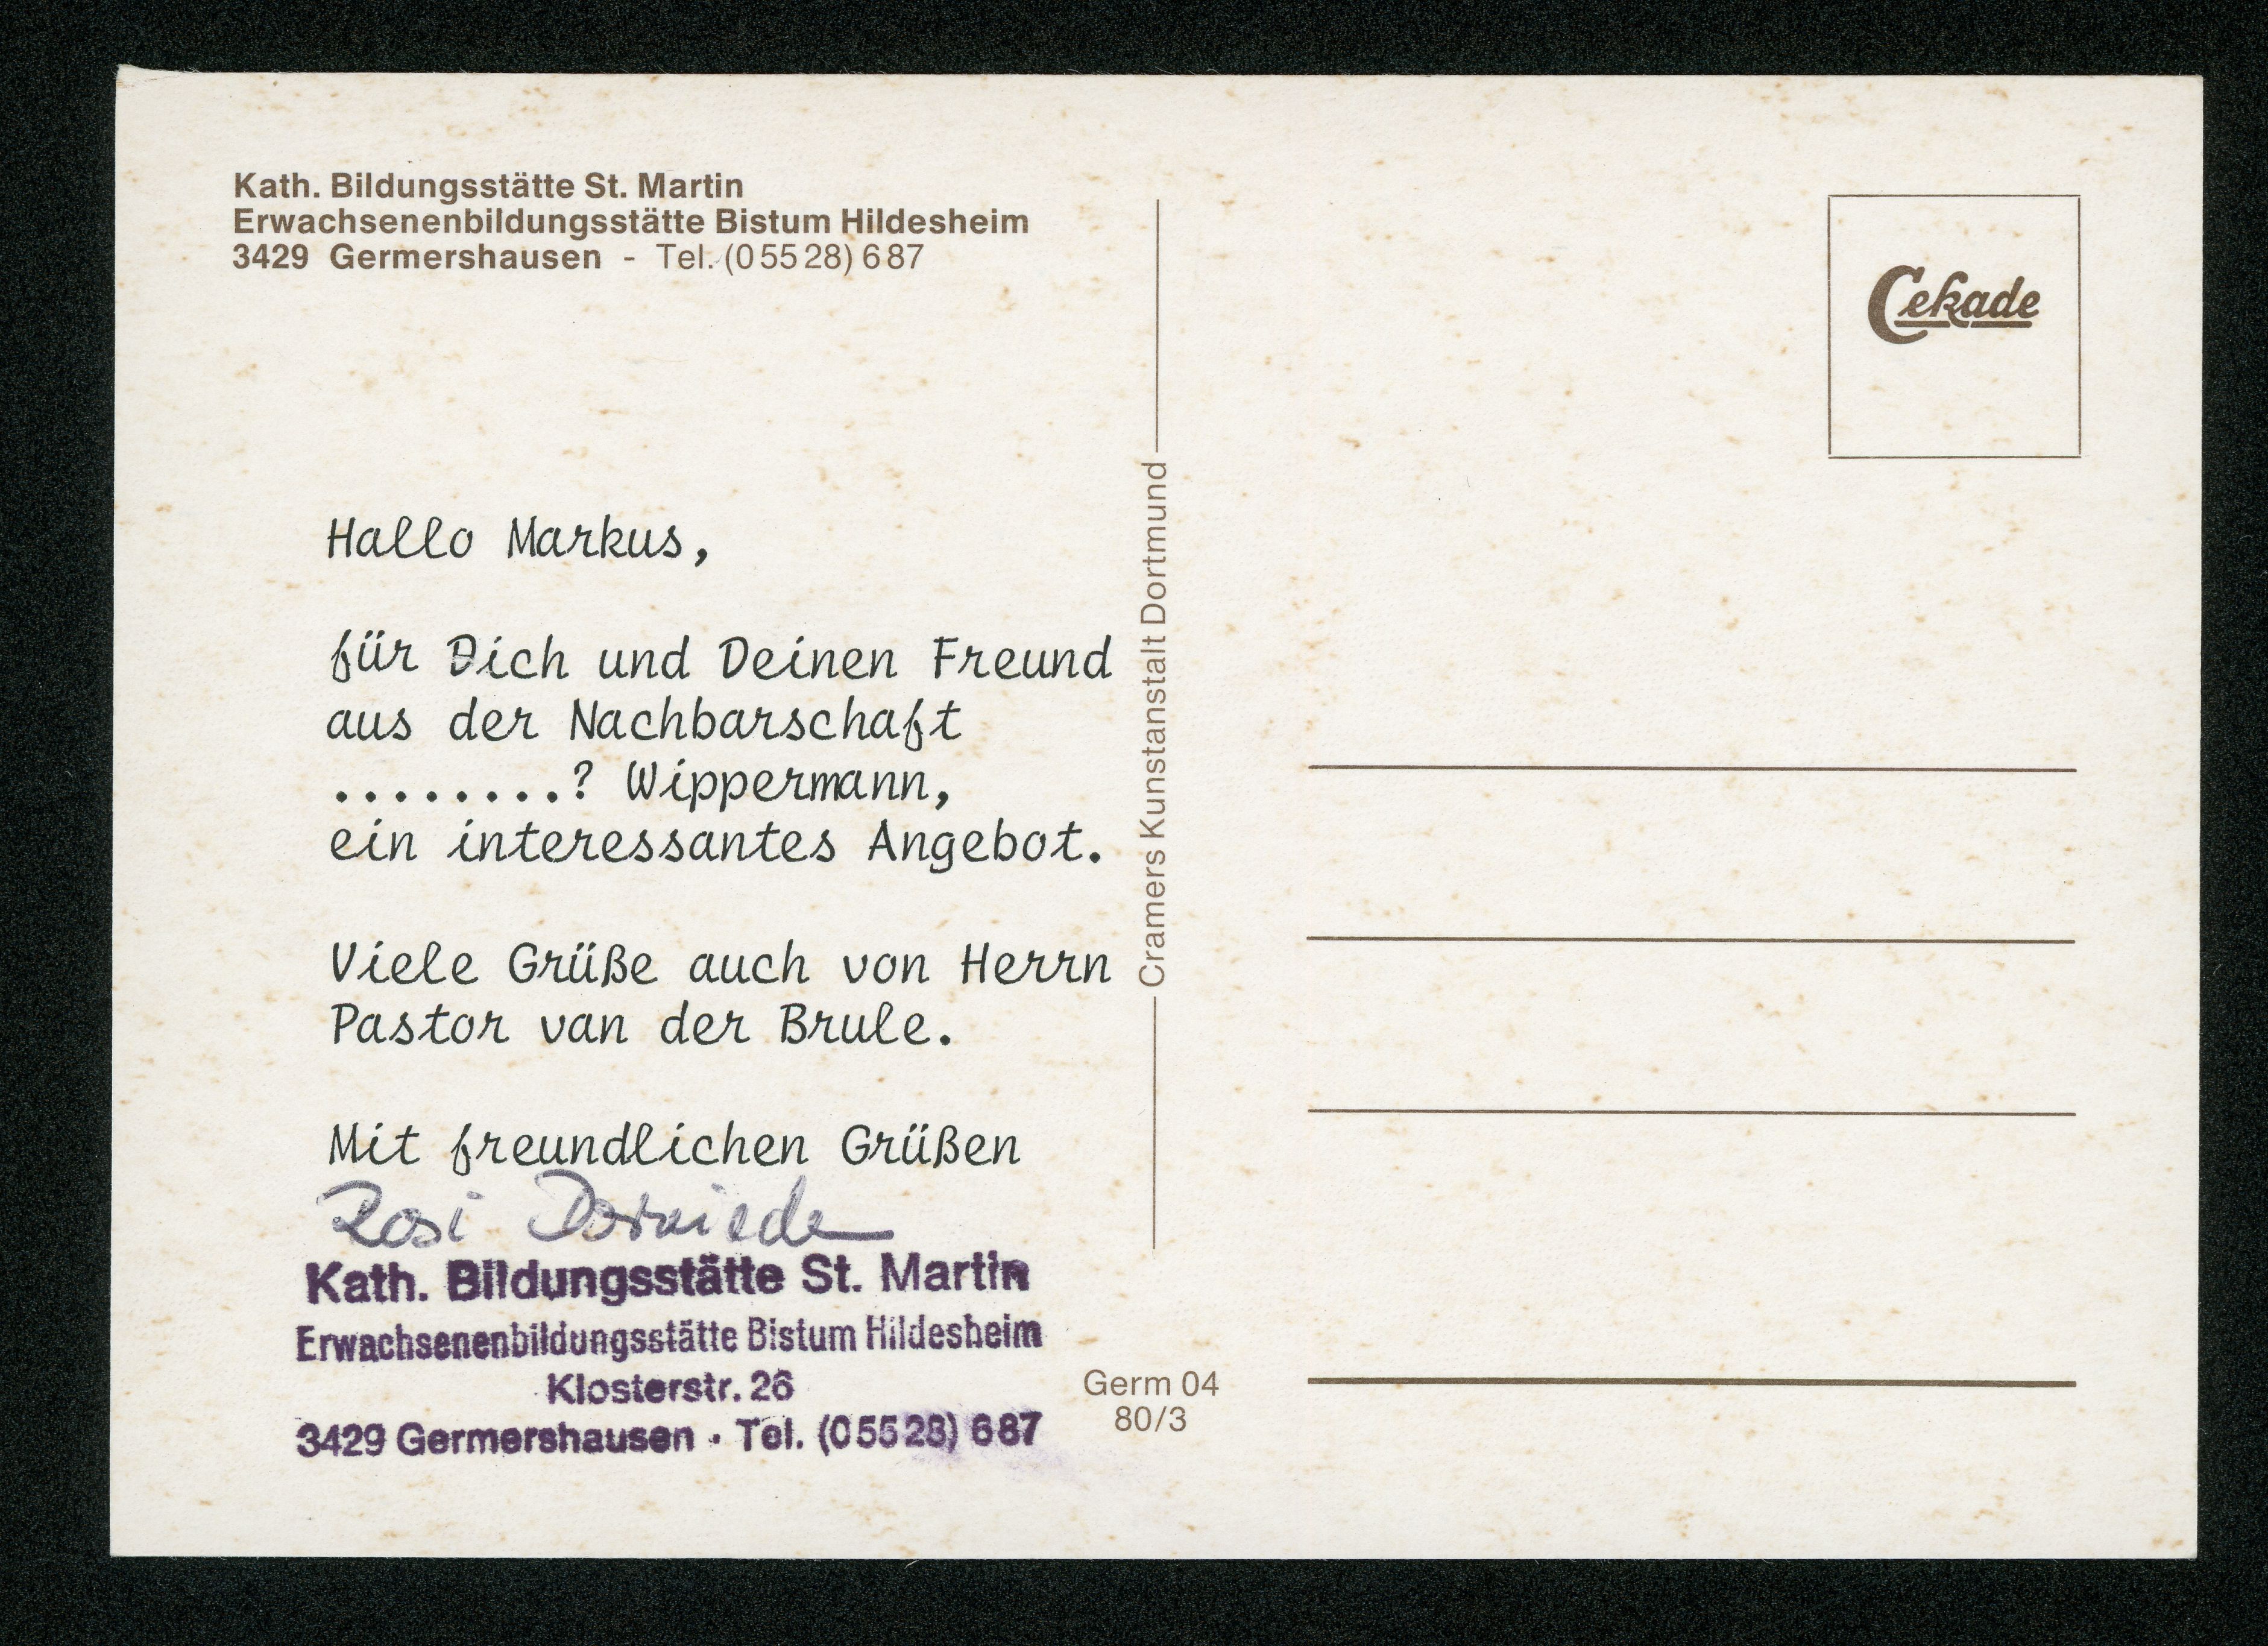 Kath. Bildungsstätte St. Martin
Erwachsenenbildungsstätte Bistum Hildesheim
3429 Germershausen - Tel. (05528) 687
Hallo Markus,
für Dich und Deinen Freund
aus der Nachbarschaft
........? Wippermann,
ein interessantes Angebot.
Viele Grüße auch von Herrn
Pastor van der Brule.
Mit freundlichen Grüßen
Rosi
Kath. Bildungsstätte St. Martin
Erwachsenenbildungsstätte Bistum Hildesheim
Klosterstr. 26
3429 Germershausen · Tel. (05528) 687
Cramers Kunstanstalt Dortmund
Germ 04
80/3
Cekade